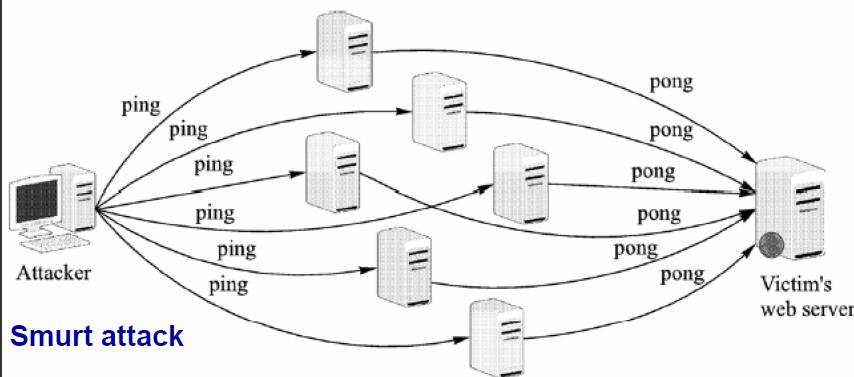 ping
pong
ping
pong
ping
pong
ping
pong
ping
pong
ping
pong
Attacker
Victim's
web server
Smurt attack